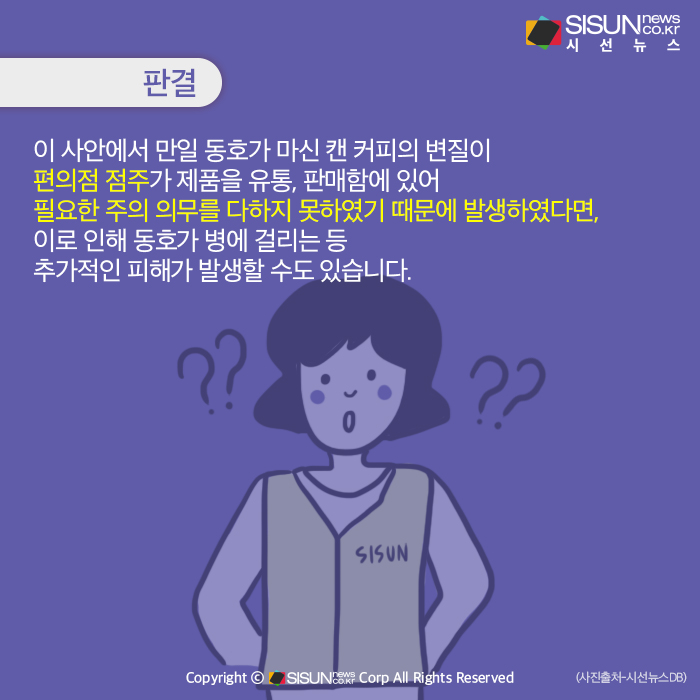 SISUN news co.kr
시선뉴스
판결
이 사안에서 만일 동호가 마신 캔 커피의 변질이
편의점 점주가 제품을 유통, 판매함에 있어
필요한 주의 의무를 다하지 못하였기 때문에 발생하였다면,
이로 인해 동호가 병에 걸리는 등
추가적인 피해가 발생할 수도 있습니다.
SISUN
Copyright © SISUN news co.kr Corp All Rights Reserved
(사진출처-시선뉴스DB)